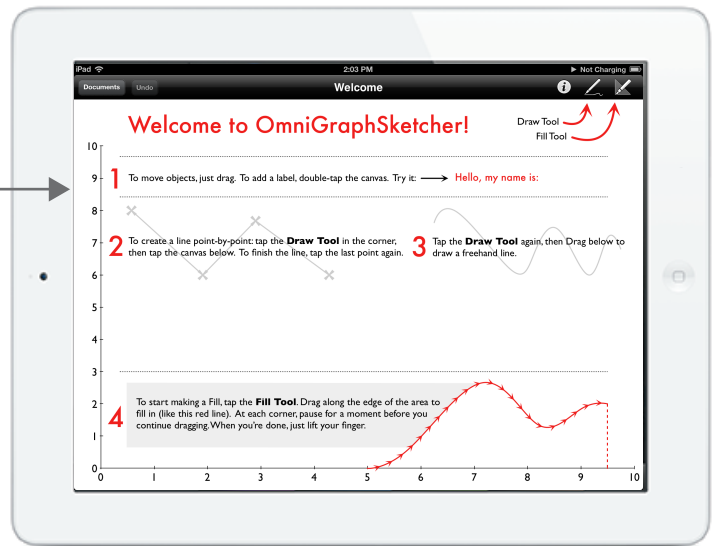 iPad 2:03 PM Not Charging
Documents Undo Welcome
Welcome to OmniGraphSketcher!
Draw Tool
Fill Tool
10
9
1 To move objects, just drag. To add a label, double-tap the canvas. Try it: Hello, my name is:
8
2 To create a line point-by-point: tap the Draw Tool in the corner,
then tap the canvas below. To finish the line, tap the last point again.
3 Tap the Draw Tool again, then Drag below to
draw a freehand line.
7
6
5
4
3
4 To start making a Fill, tap the Fill Tool. Drag along the edge of the area to
fill in (like this red line). At each corner, pause for a moment before you
continue dragging. When you're done, just lift your finger.
2
1
0
0 1 2 3 4 5 6 7 8 9 10